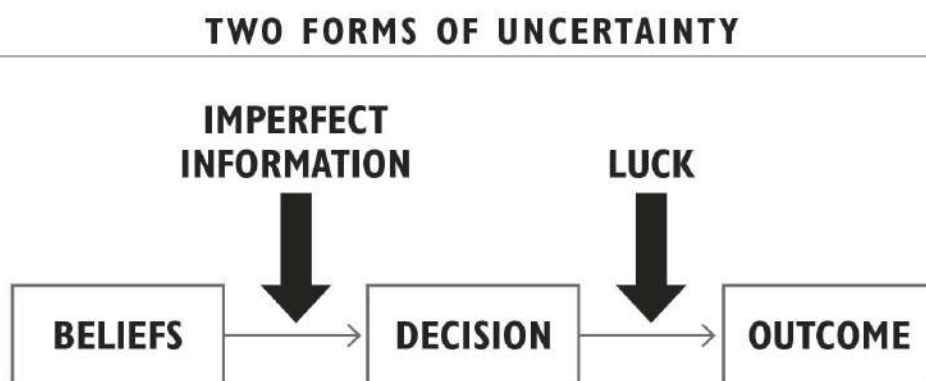 TWO FORMS OF UNCERTAINTY
IMPERFECT
INFORMATION
LUCK
BELIEFS
DECISION
OUTCOME